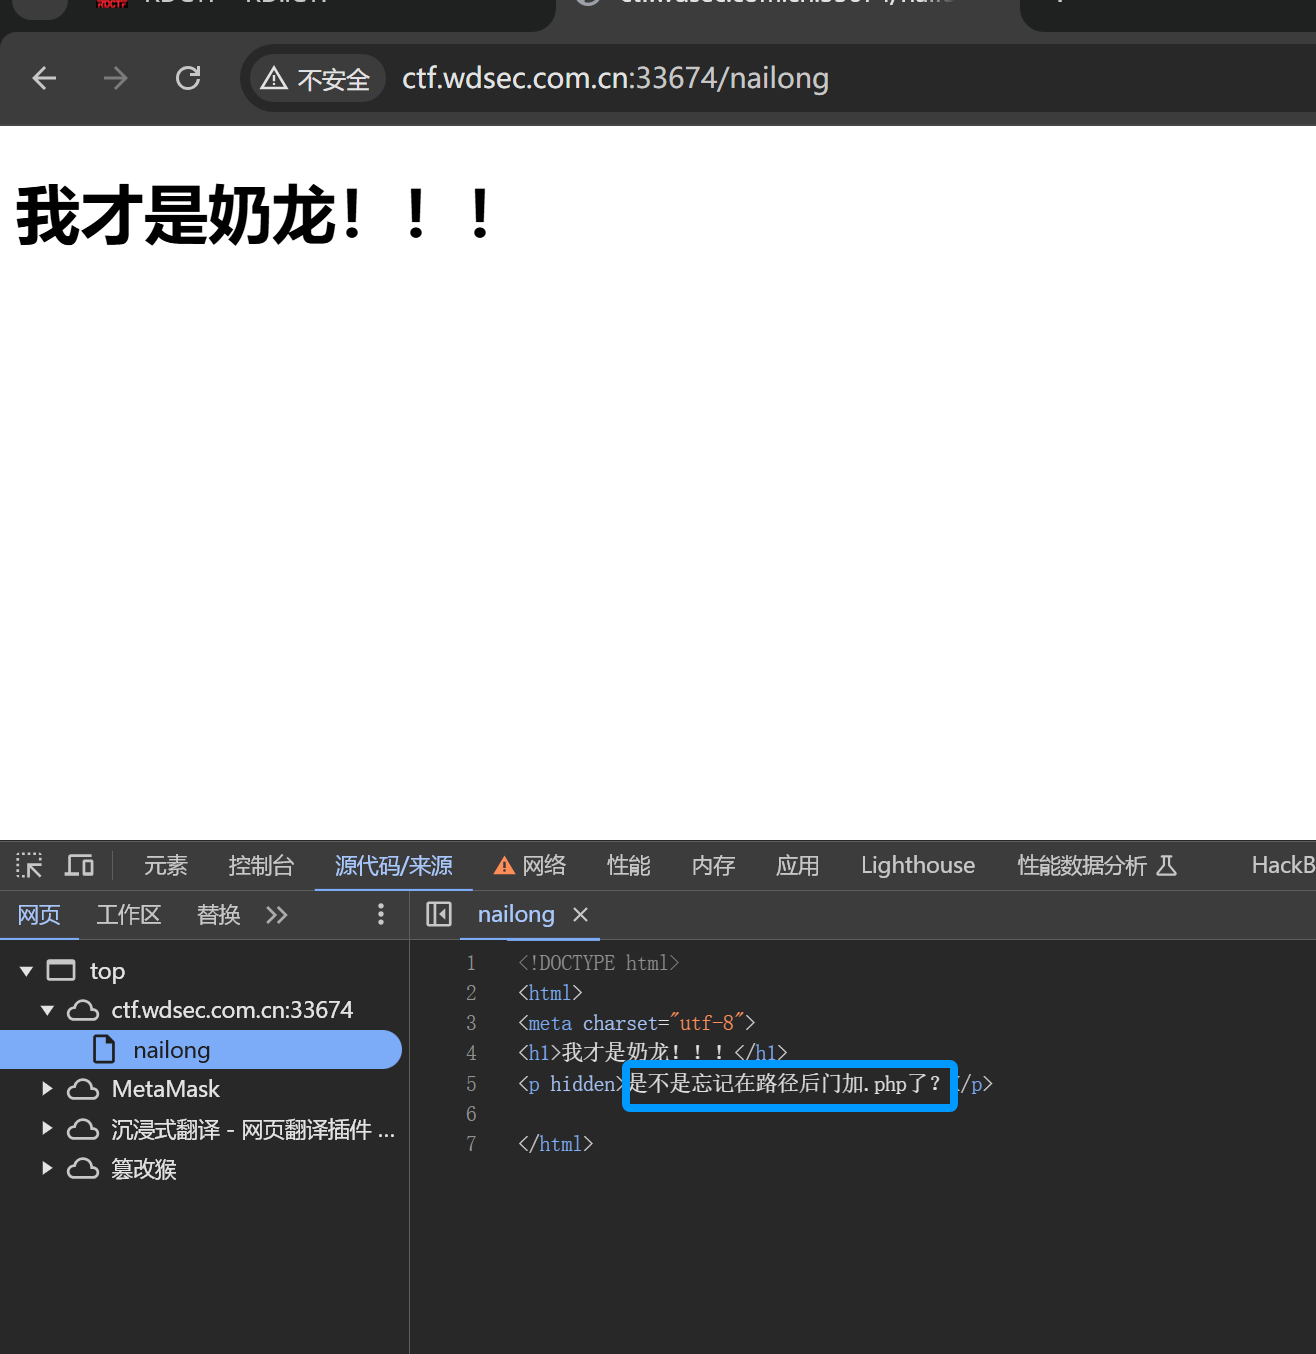 不安全 ctf.wdsec.com.cn:33674/nailong
我才是奶龙！！！
元素 控制台 源代码/来源 网络 性能 内存 应用 Lighthouse 性能数据分析 HackB
网页 工作区 替换 nailong
top
ctf.wdsec.com.cn:33674
nailong
MetaMask
沉浸式翻译 - 网页翻译插件 ...
篡改猴
1 <!DOCTYPE html>
2 <html>
3 <meta charset="utf-8">
4 <h1>我才是奶龙！！！</h1>
5 <p hidden>是不是忘记在路径后门加.php了？</p>
6
7 </html>